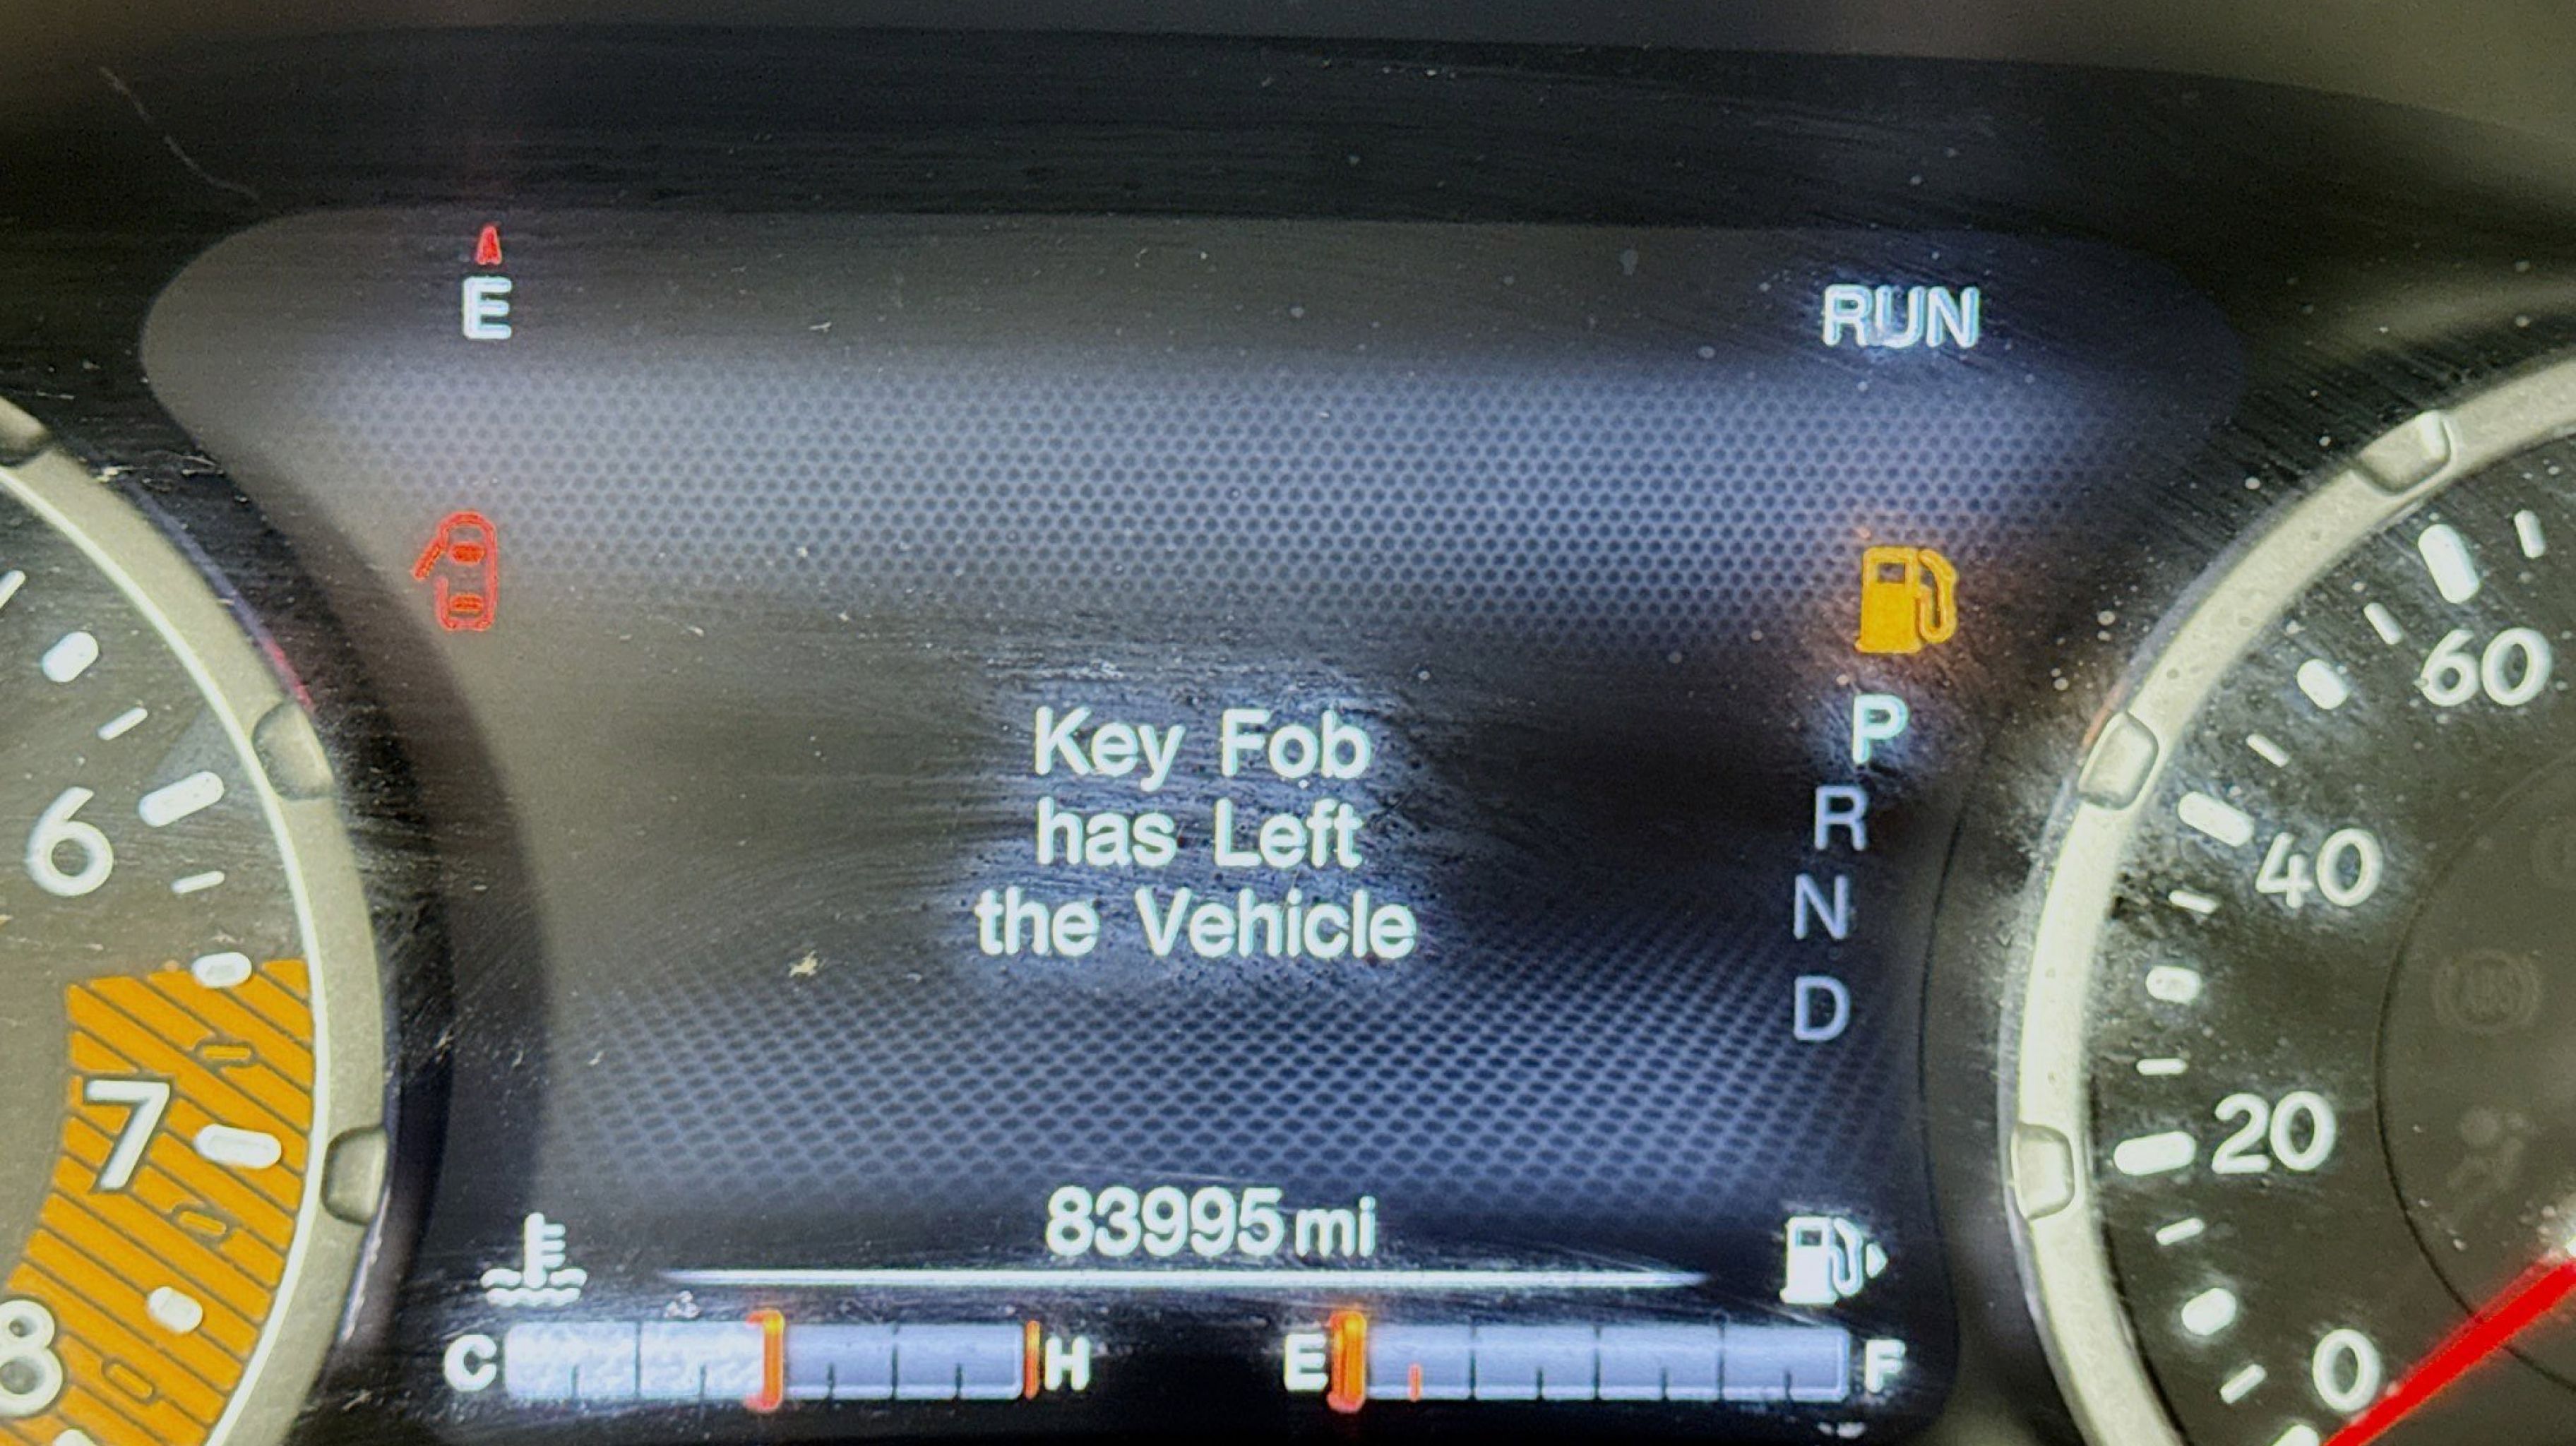 E
RUN
Key Fob
has Left
the Vehicle
P
R
N
D
83995 mi
C
H
E
F
6
7
8
60
40
20
0